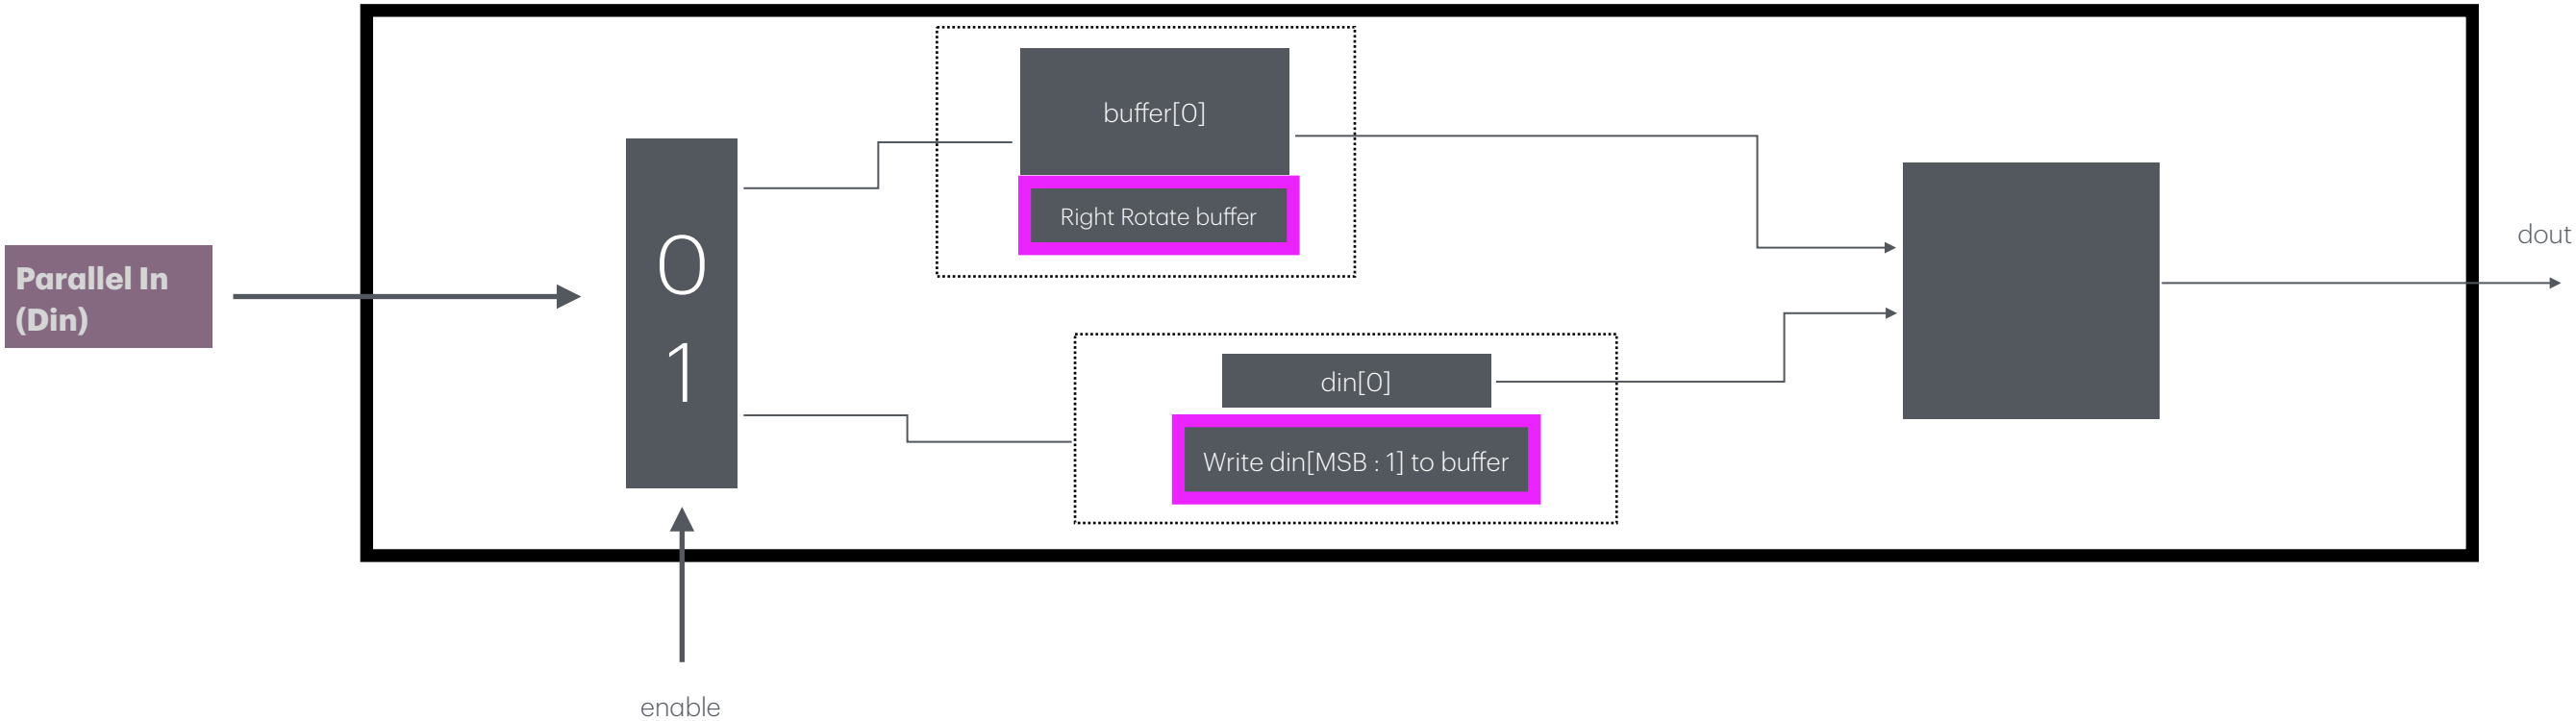 buffer[0]
Right Rotate buffer
Parallel In
(Din)
0
1
dout
din[0]
Write din[MSB : 1] to buffer
enable